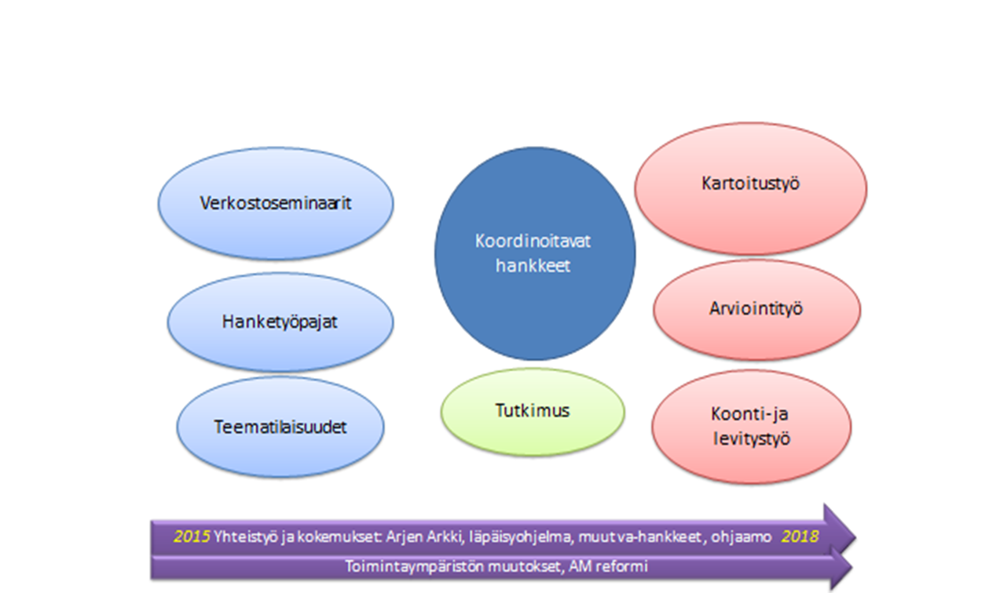 Verkostoseminaarit
Hanketyöpajat
Teematilaisuudet
Koordinoitavat
hankkeet
Tutkimus
Kartoitustyö
Arviointityö
Koonti-ja
levitystyö
2015 Yhteistyö ja kokemukset: Arjen Arkki, läpäisyohjelma, muut va-hankkeet, ohjaamo 2018
Toimintaympäristön muutokset, AM reformi